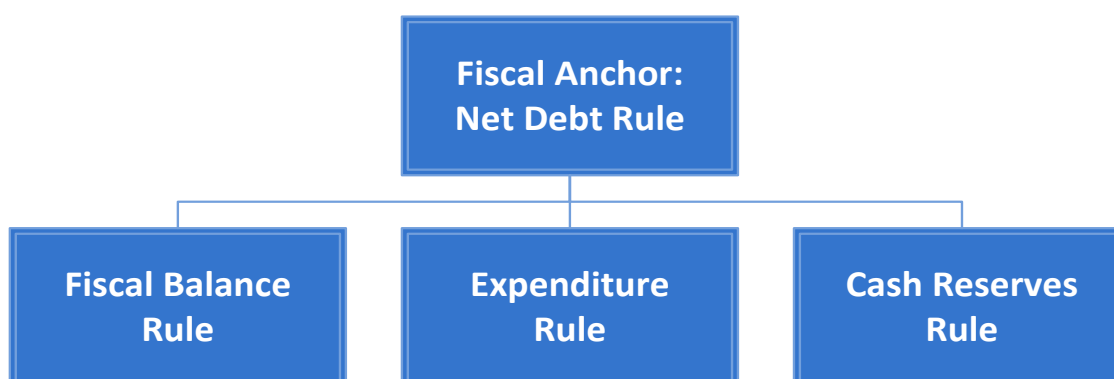 Fiscal Anchor:
Net Debt Rule
Fiscal Balance
Rule
Expenditure
Rule
Cash Reserves
Rule